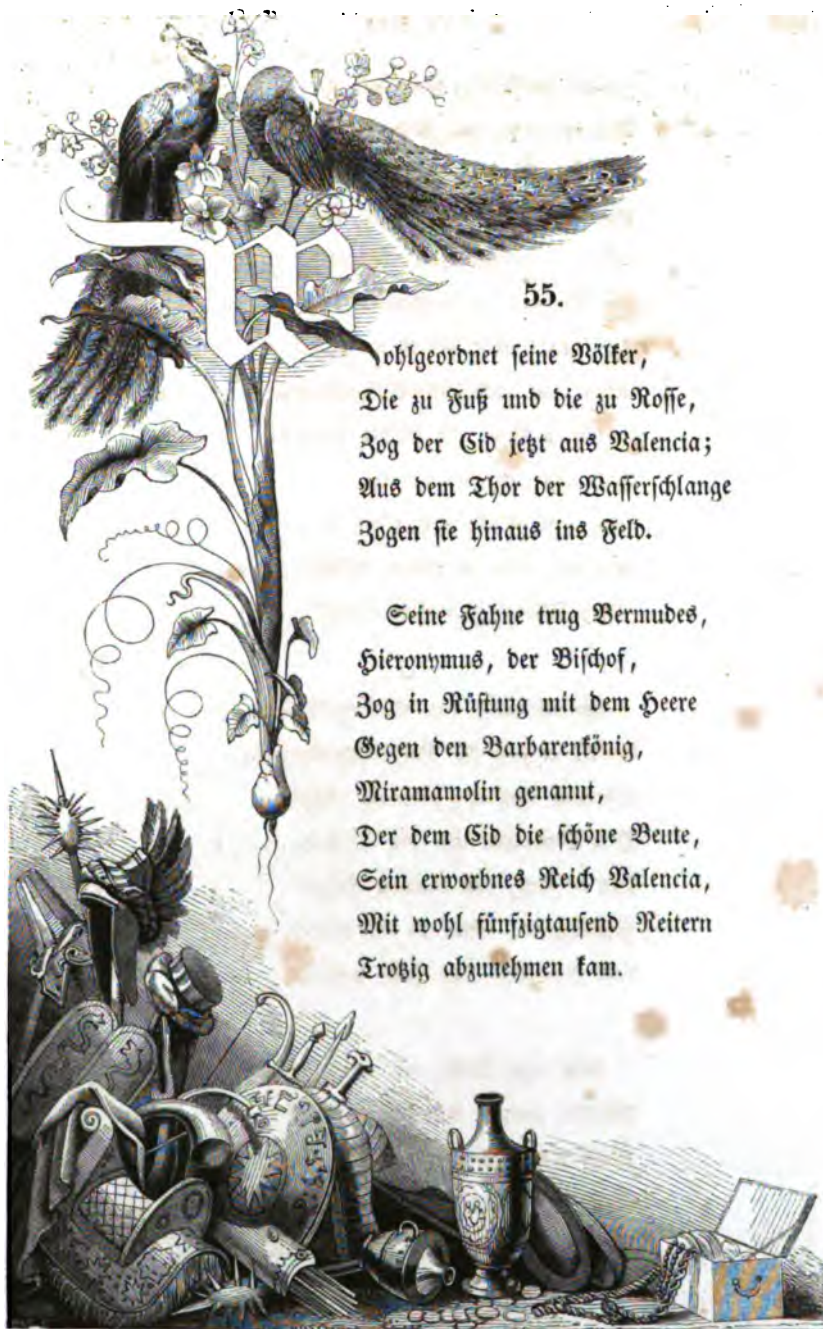 55.
Wohlgeordnet seine Völker,
Die zu Fuß und die zu Rosse,
Zog der Cid jetzt aus Valencia;
Aus dem Thor der Wasserschlange
Zogen sie hinaus ins Feld.
Seine Fahne trug Bermudes,
Hieronymus, der Bischof,
Zog in Rüstung mit dem Heere
Gegen den Barbarenkönig,
Miramamolin genannt,
Der dem Cid die schöne Beute,
Sein erworbnes Reich Valencia,
Mit wohl fünfzigtausend Reitern
Trotzig abzunehmen kam.